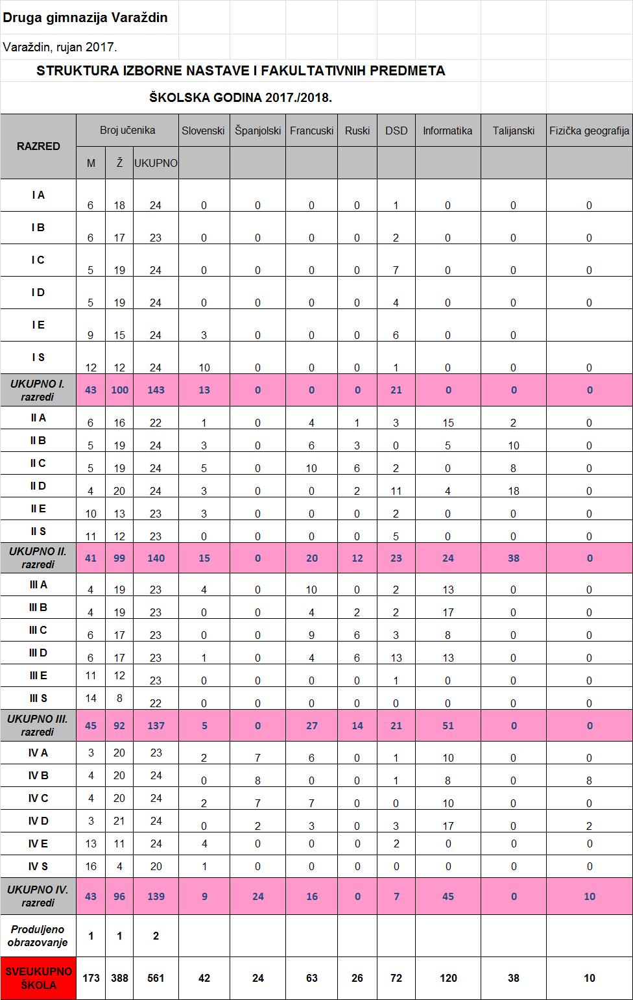 Druga gimnazija Varaždin
Varaždin, rujan 2017.
STRUKTURA IZBORNE NASTAVE I FAKULTATIVNIH PREDMETA
ŠKOLSKA GODINA 2017./2018.
RAZRED Broj učenika Slovenski Španjolski Francuski Ruski DSD Informatika Talijanski Fizička geografija
M Ž UKUPNO
I A 6 18 24 0 0 0 0 1 0 0 0
I B 6 17 23 0 0 0 0 2 0 0 0
I C 5 19 24 0 0 0 0 7 0 0 0
I D 5 19 24 0 0 0 0 4 0 0 0
I E 9 15 24 3 0 0 0 6 0 0
I S 12 12 24 10 0 0 0 1 0 0 0
UKUPNO I.
razredi 43 100 143 13 0 0 0 21 0 0 0
II A 6 16 22 1 0 4 1 3 15 2 0
II B 5 19 24 3 0 6 3 0 5 10 0
II C 5 19 24 5 0 10 6 2 0 8 0
II D 4 20 24 3 0 0 2 11 4 18 0
II E 10 13 23 3 0 0 0 2 0 0 0
II S 11 12 23 0 0 0 0 5 0 0 0
UKUPNO II.
razredi 41 99 140 15 0 20 12 23 24 38 0
III A 4 19 23 4 0 10 0 2 13 0 0
III B 4 19 23 0 0 4 2 2 17 0 0
III C 6 17 23 0 0 9 6 3 8 0 0
III D 6 17 23 1 0 4 6 13 13 0 0
III E 11 12 23 0 0 0 0 1 0 0 0
III S 14 8 22 0 0 0 0 0 0 0 0
UKUPNO III.
razredi 45 92 137 5 0 27 14 21 51 0 0
IV A 3 20 23 2 7 6 0 1 10 0 0
IV B 4 20 24 0 8 0 0 1 8 0 8
IV C 4 20 24 2 7 7 0 0 10 0 0
IV D 3 21 24 0 2 3 0 3 17 0 2
IV E 13 11 24 4 0 0 0 2 0 0 0
IV S 16 4 20 1 0 0 0 0 0 0 0
UKUPNO IV.
razredi 43 96 139 9 24 16 0 7 45 0 10
Produljeno
obrazovanje 1 1 2
SVEUKUPNO
ŠKOLA 173 388 561 42 24 63 26 72 120 38 10